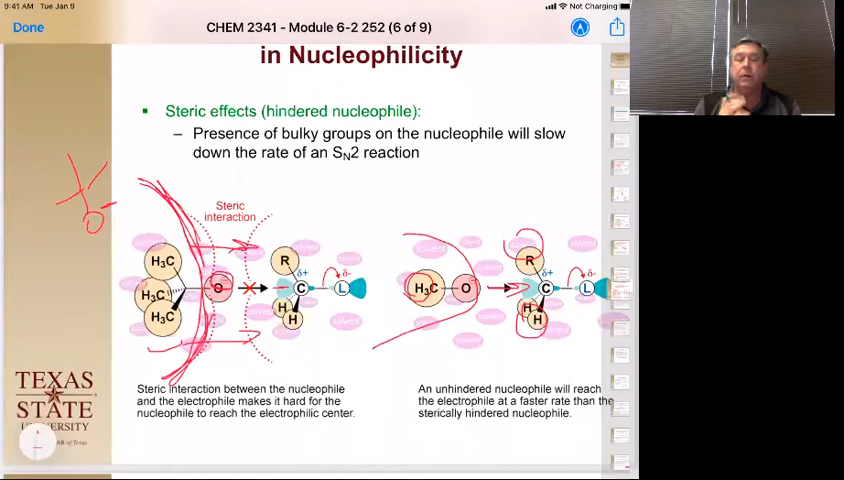 9:41 AM Tue Jan 9
Not Charging
Done
CHEM 2341 - Module 6-2 252 (6 of 9)
in Nucleophilicity
Steric effects (hindered nucleophile):
– Presence of bulky groups on the nucleophile will slow
down the rate of an SN2 reaction
Steric
interaction
H₃C
H₃C
H₃C
O
R
δ+
δ-
C
L
H
H
H₃C
O
R
δ+
δ-
C
L
H
H
solvent
O-
Steric interaction between the nucleophile
and the electrophile makes it hard for the
nucleophile to reach the electrophilic center.
An unhindered nucleophile will reach
the electrophile at a faster rate than the
sterically hindered nucleophile.
TEXAS
STATE
UNIVERSITY